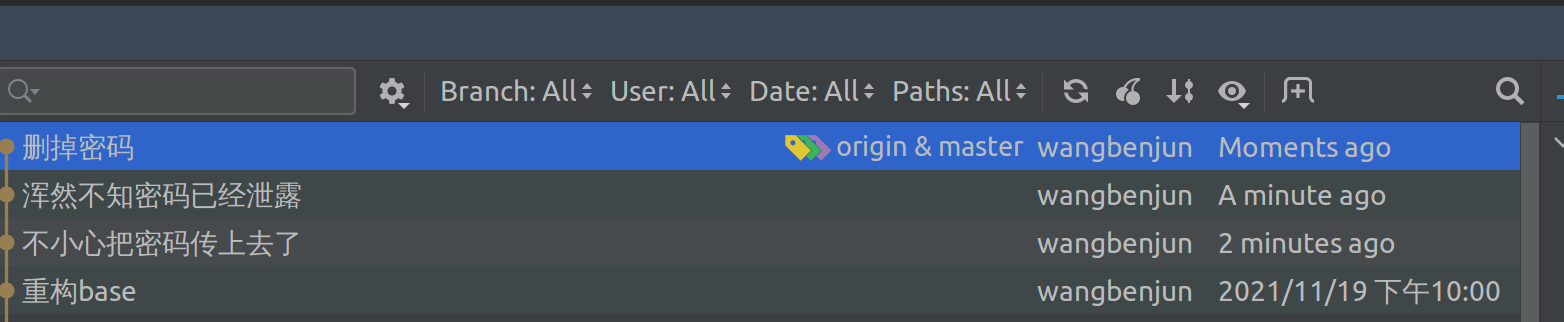 Branch: All User: All Date: All Paths: All
删掉密码 origin & master wangbenjun Moments ago
浑然不知密码已经泄露 wangbenjun A minute ago
不小心把密码传上去了 wangbenjun 2 minutes ago
重构base wangbenjun 2021/11/19 下午10:00